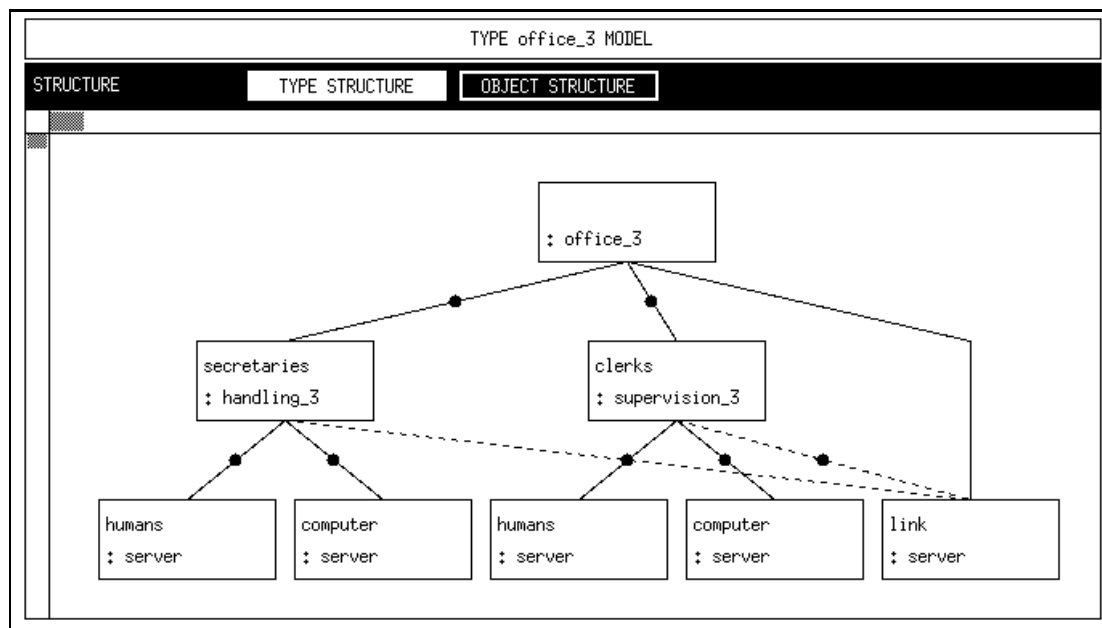 TYPE office_3 MODEL
STRUCTURE TYPE STRUCTURE OBJECT STRUCTURE
: office_3
secretaries
: handling_3
clerks
: supervision_3
humans
: server
computer
: server
humans
: server
computer
: server
link
: server